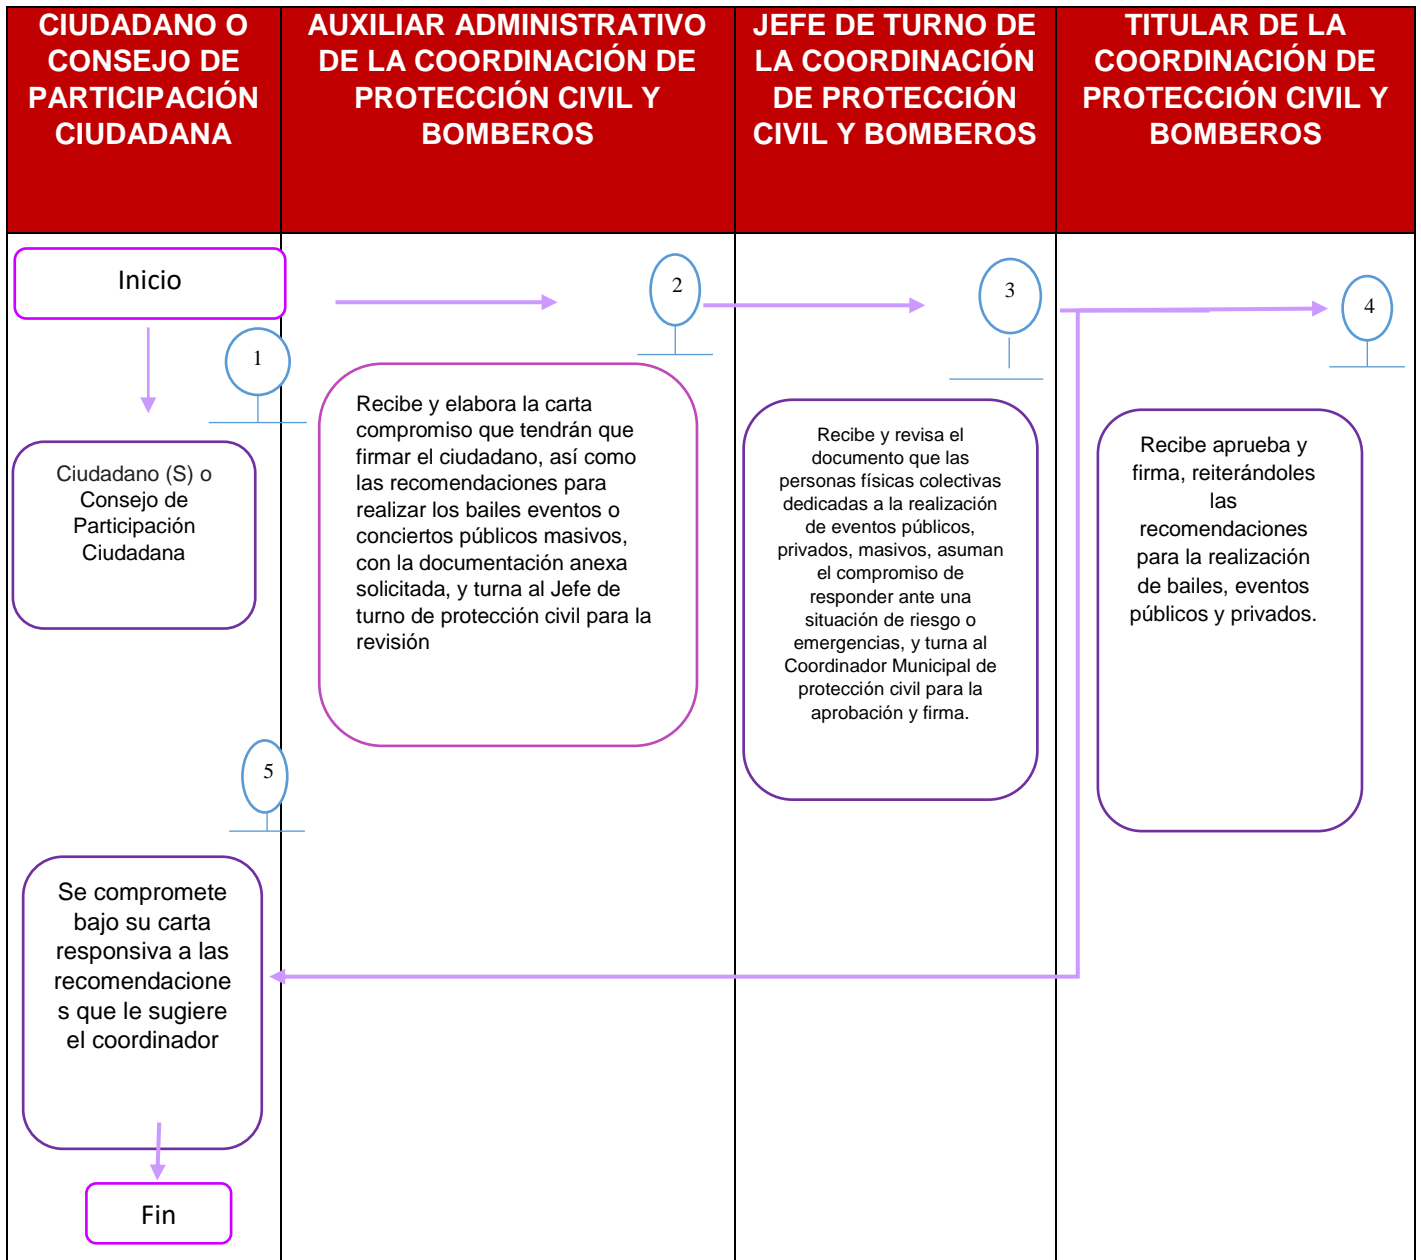 CIUDADANO O
CONSEJO DE
PARTICIPACIÓN
CIUDADANA
AUXILIAR ADMINISTRATIVO
DE LA COORDINACIÓN DE
PROTECCIÓN CIVIL Y
BOMBEROS
JEFE DE TURNO DE
LA COORDINACIÓN
DE PROTECCIÓN
CIVIL Y BOMBEROS
TITULAR DE LA
COORDINACIÓN DE
PROTECCIÓN CIVIL Y
BOMBEROS
Inicio
1
Ciudadano (S) o
Consejo de
Participación
Ciudadana
2
Recibe y elabora la carta
compromiso que tendrán que
firmar el ciudadano, así como
las recomendaciones para
realizar los bailes eventos o
conciertos públicos masivos,
con la documentación anexa
solicitada, y turna al Jefe de
turno de protección civil para la
revisión
3
Recibe y revisa el
documento que las
personas físicas colectivas
dedicadas a la realización
de eventos públicos,
privados, masivos, asuman
el compromiso de
responder ante una
situación de riesgo o
emergencias, y turna al
Coordinador Municipal de
protección civil para la
aprobación y firma.
4
Recibe aprueba y
firma, reiterándoles
las
recomendaciones
para la realización
de bailes, eventos
públicos y privados.
5
Se compromete
bajo su carta
responsiva a las
recomendacione
s que le sugiere
el coordinador
Fin